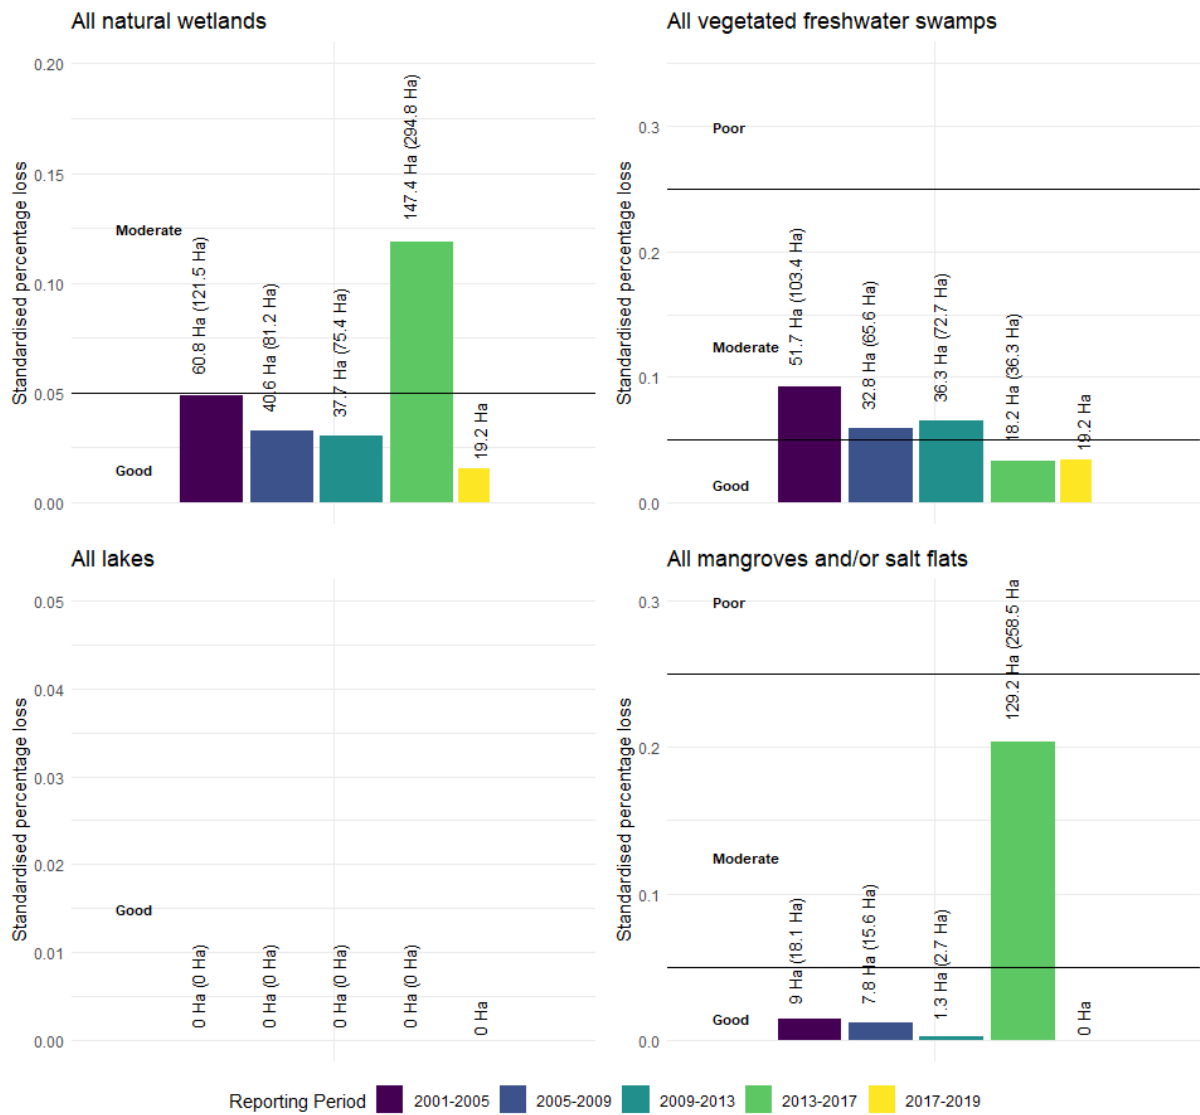 All natural wetlands
Standardised percentage loss
0.20
0.15
0.10
0.05
0.00
Moderate
Good
60.8 Ha (121.5 Ha)
40.6 Ha (81.2 Ha)
37.7 Ha (75.4 Ha)
147.4 Ha (294.8 Ha)
19.2 Ha
All vegetated freshwater swamps
Standardised percentage loss
0.3
0.2
0.1
0.0
Poor
Moderate
Good
51.7 Ha (103.4 Ha)
32.8 Ha (65.6 Ha)
36.3 Ha (72.7 Ha)
18.2 Ha (36.3 Ha)
19.2 Ha
All lakes
Standardised percentage loss
0.05
0.04
0.03
0.02
0.01
0.00
Good
0 Ha (0 Ha)
0 Ha (0 Ha)
0 Ha (0 Ha)
0 Ha (0 Ha)
0 Ha
All mangroves and/or salt flats
Standardised percentage loss
0.3
0.2
0.1
0.0
Poor
Moderate
Good
9 Ha (18.1 Ha)
7.8 Ha (15.6 Ha)
1.3 Ha (2.7 Ha)
129.2 Ha (258.5 Ha
0 Ha
Reporting Period 2001-2005 2005-2009 2009-2013 2013-2017 2017-2019